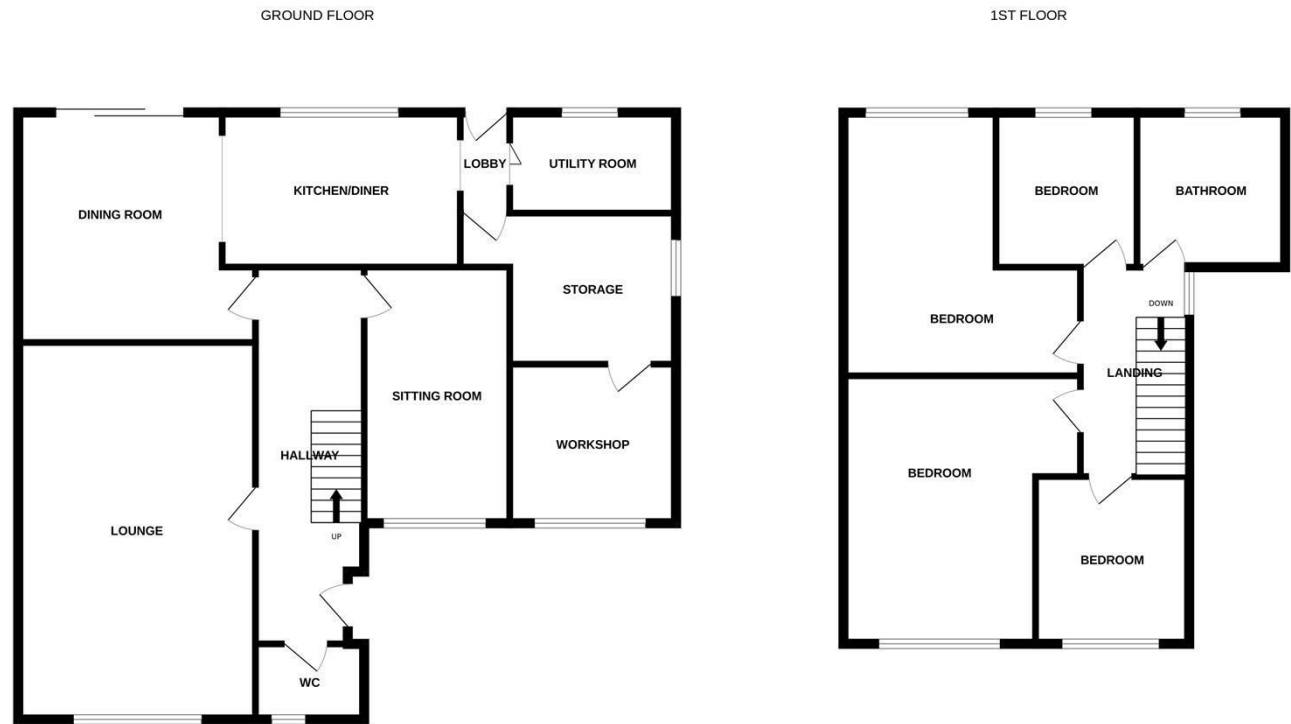 GROUND FLOOR
DINING ROOM
KITCHEN/DINER
LOBBY
UTILITY ROOM
STORAGE
SITTING ROOM
WORKSHOP
HALLWAY
UP
LOUNGE
WC
1ST FLOOR
BEDROOM
BEDROOM
BATHROOM
DOWN
LANDING
BEDROOM
BEDROOM